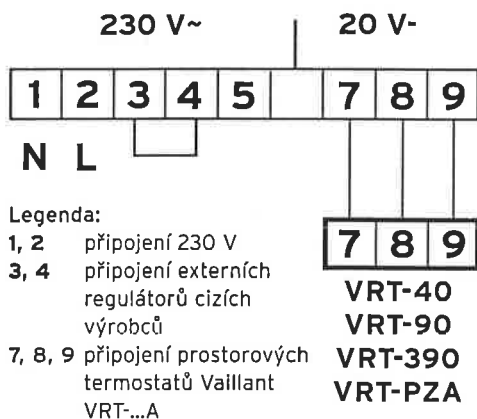 230 V~ 20 V-
1 2 3 4 5 7 8 9
N L
Legenda:
1, 2 připojení 230 V
3, 4 připojení externích
regulátorů cizích
výrobců
7, 8, 9 připojení prostorových
termostatů Vaillant
VRT-...A
7 8 9
VRT-40
VRT-90
VRT-390
VRT-PZA